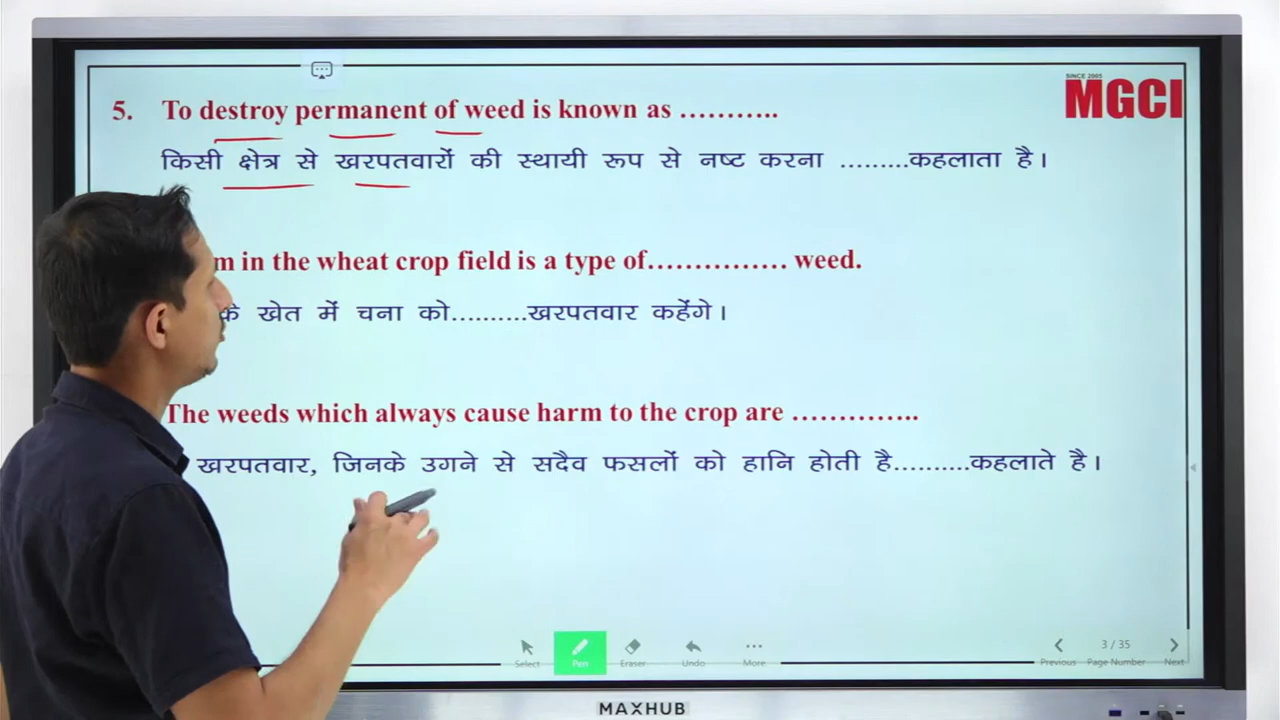 SINCE 2005
MGCI
5. To destroy permanent of weed is known as ………..
किसी क्षेत्र से खरपतवारों की स्थायी रूप से नष्ट करना .........कहलाता है।
in the wheat crop field is a type of…………… weed.
खेत में चना को..........खरपतवार कहेंगे।
The weeds which always cause harm to the crop are …………..
खरपतवार, जिनके उगने से सदैव फसलों को हानि होती है..........कहलाते है।
Select Pen Eraser Undo More
3 / 35
Previous Page Number Next
MAXHUB